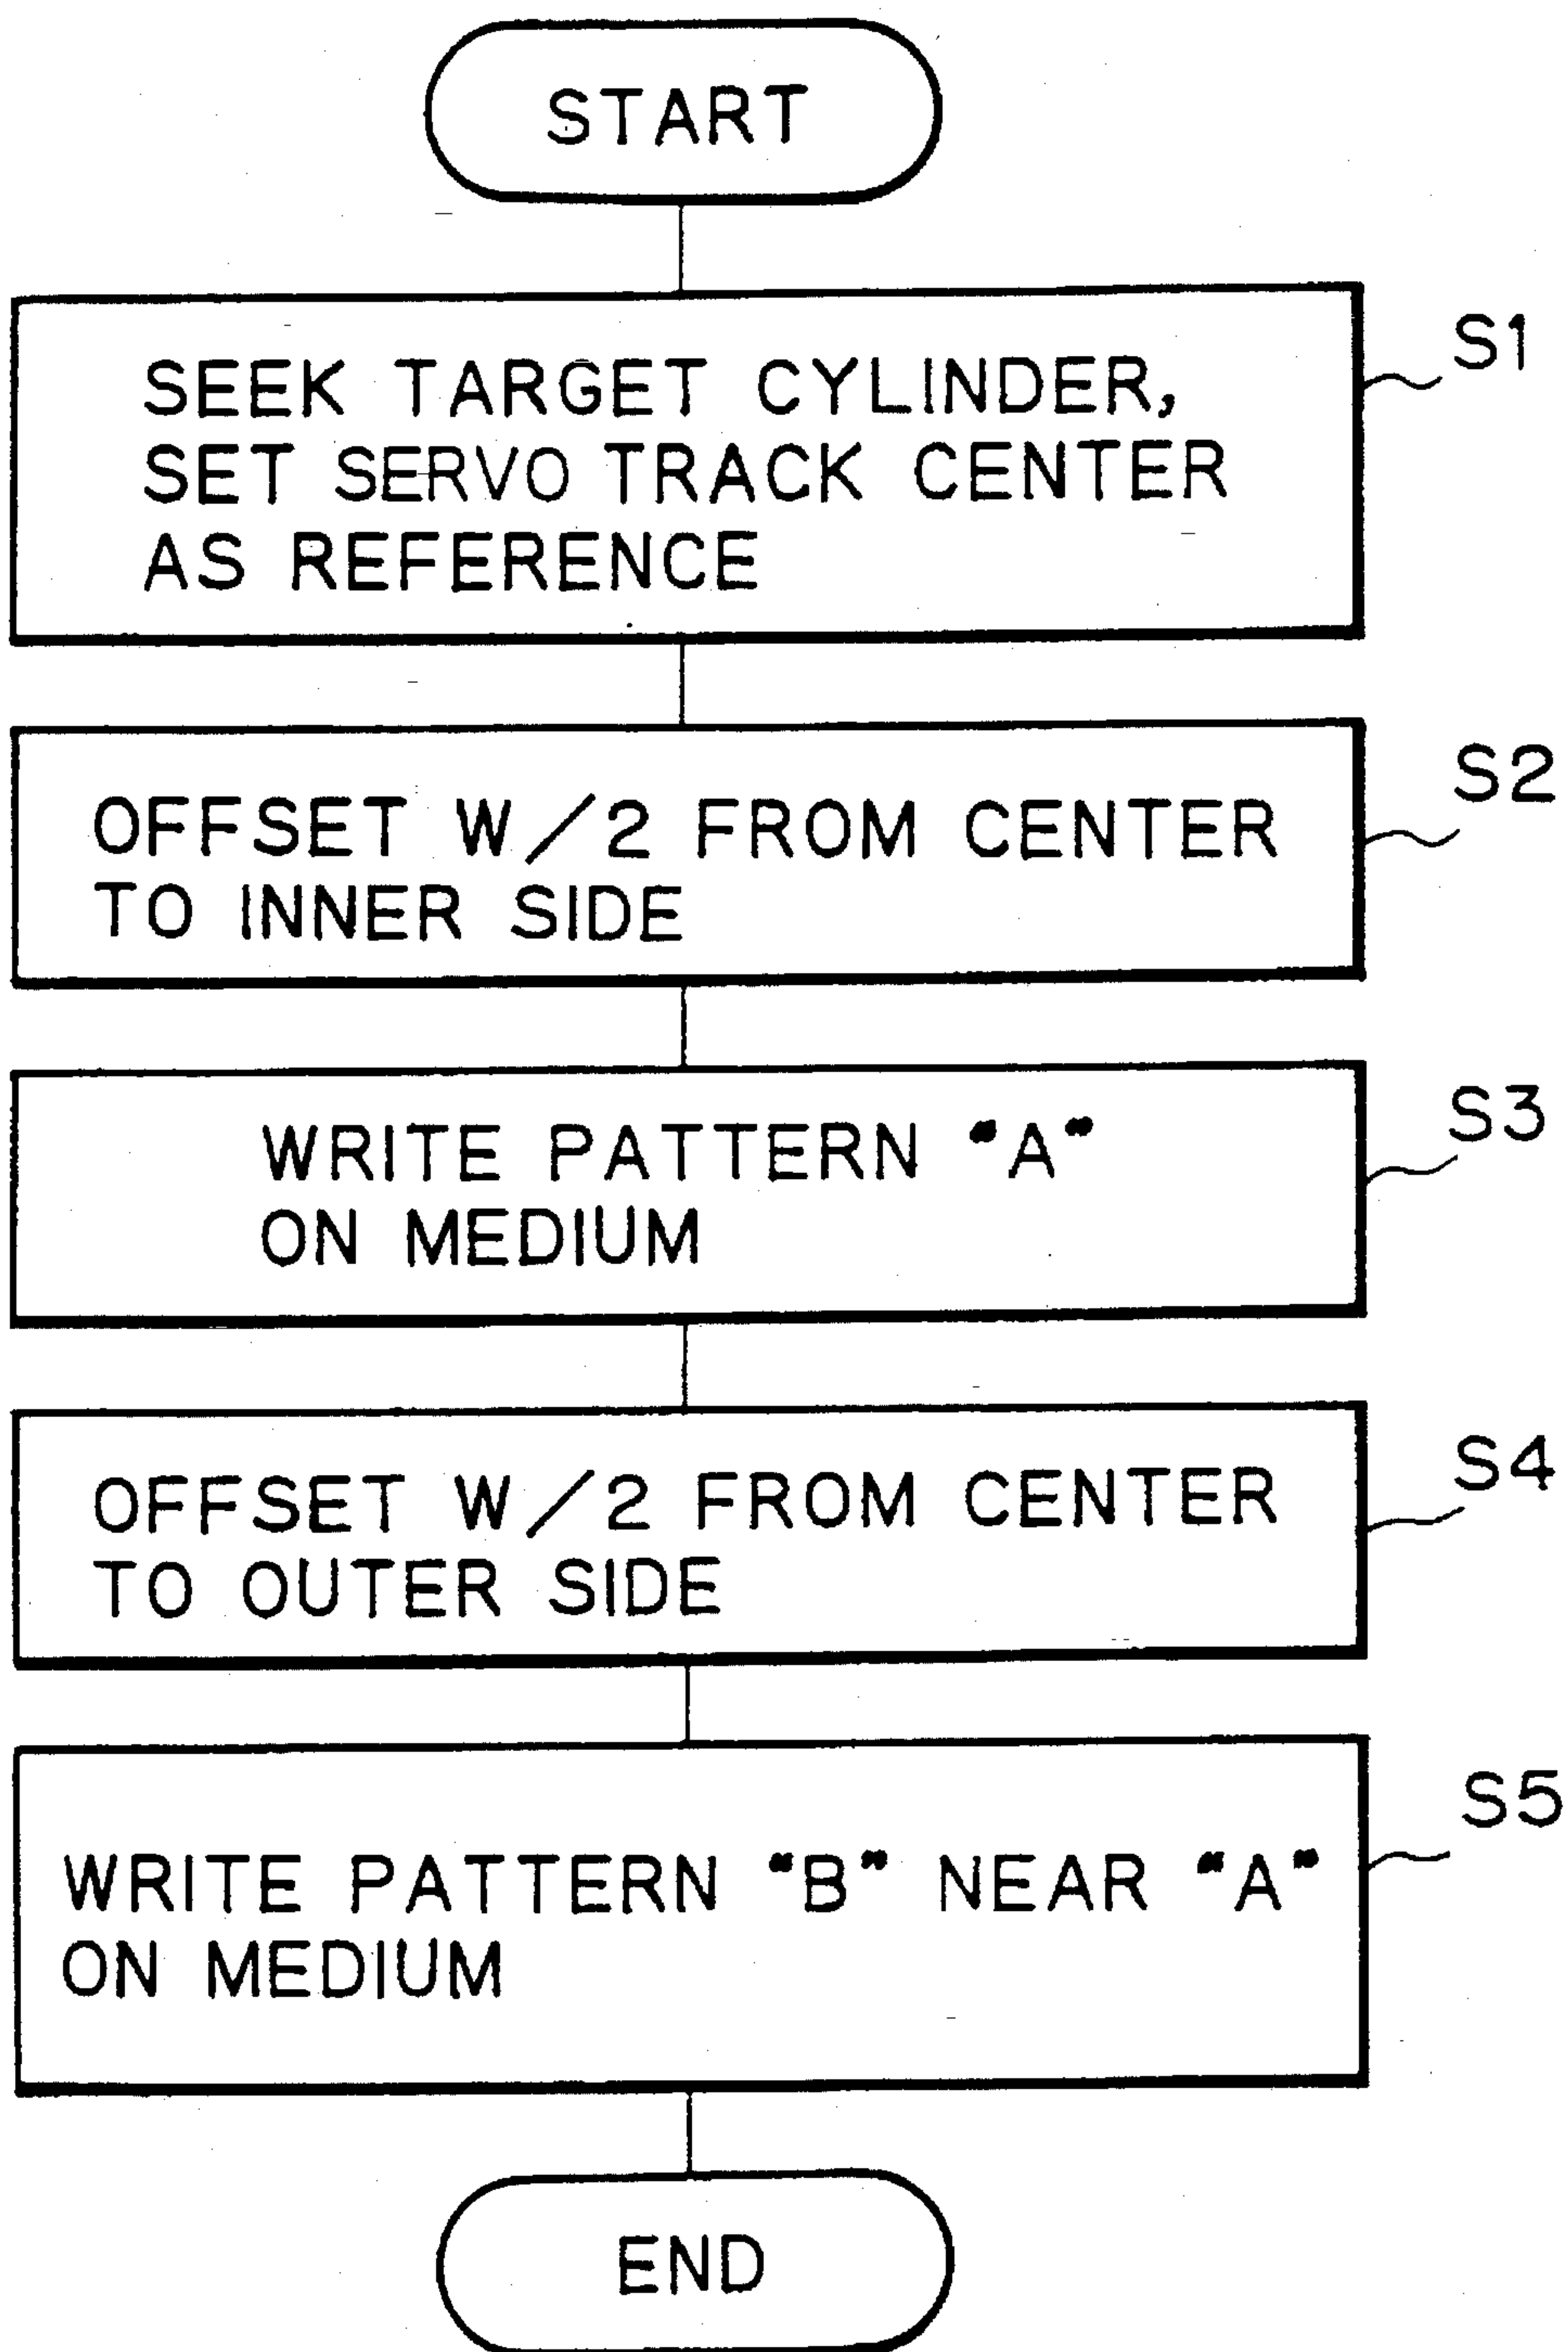 START
SEEK TARGET CYLINDER,
SET SERVO TRACK CENTER
AS REFERENCE
S1
OFFSET W/2 FROM CENTER
TO INNER SIDE
S2
WRITE PATTERN "A"
ON MEDIUM
S3
OFFSET W/2 FROM CENTER
TO OUTER SIDE
S4
WRITE PATTERN "B" NEAR "A"
ON MEDIUM
S5
END